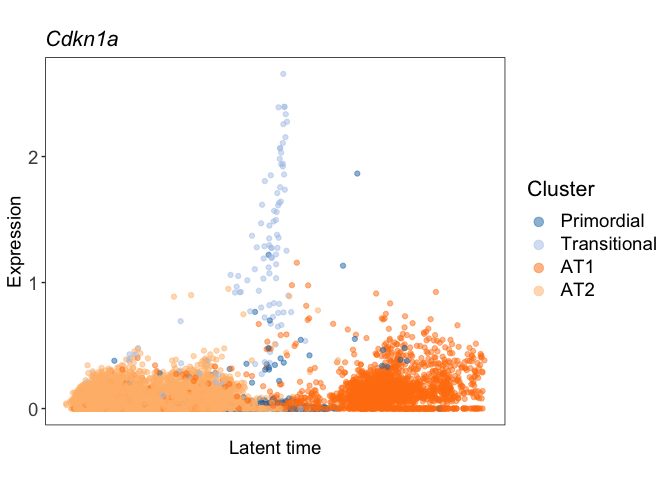 Cdkn1a
Expression
2
1
0
Latent time
Cluster
Primordial
Transitional
AT1
AT2